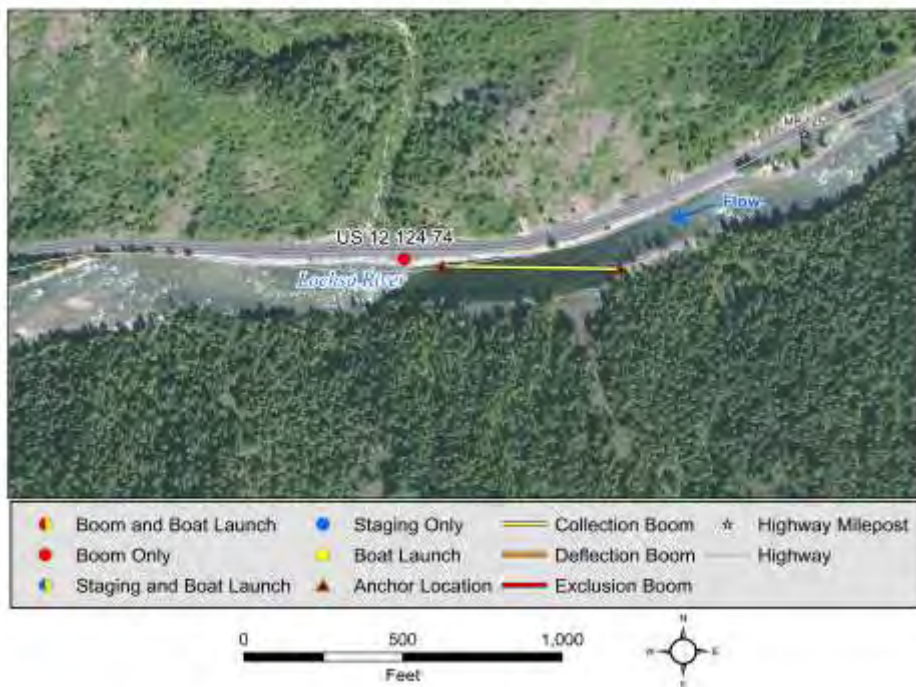 Flow
US 12 124.74
Lochsa River
Boom and Boat Launch
Staging Only
Collection Boom
Highway Milepost
Boom Only
Boat Launch
Deflection Boom
Highway
Staging and Boat Launch
Anchor Location
Exclusion Boom
0 500 1,000
Feet
N
W E
S